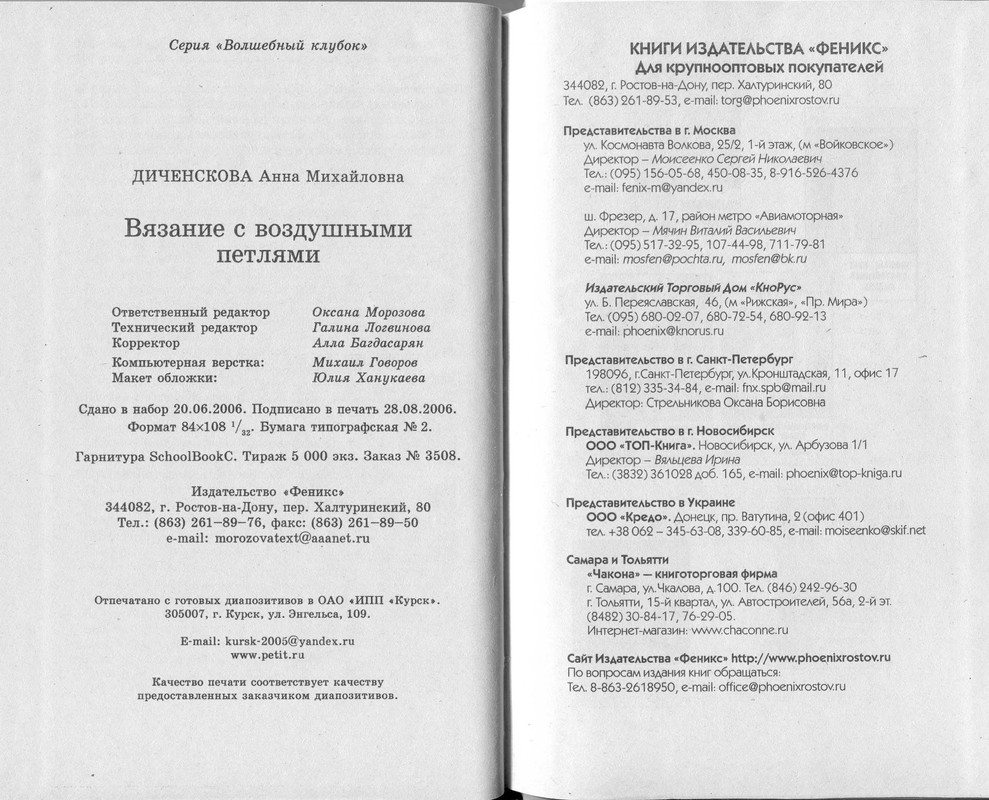 Серия «Волшебный клубок»
ДИЧЕНСКОВА Анна Михайловна
Вязание с воздушными
петлями
Ответственный редактор Оксана Морозова
Технический редактор Галина Логвинова
Корректор Алла Багдасарян
Компьютерная верстка: Михаил Говоров
Макет обложки: Юлия Ханукаева
Сдано в набор 20.06.2006. Подписано в печать 28.08.2006.
Формат 84×108 1/32. Бумага типографская № 2.
Гарнитура SchoolBookC. Тираж 5 000 экз. Заказ № 3508.
Издательство «Феникс»
344082, г. Ростов-на-Дону, пер. Халтуринский, 80
Тел.: (863) 261—89—76, факс: (863) 261—89—50
e-mail: morozovatext@aaanet.ru
Отпечатано с готовых диапозитивов в ОАО «ИПП «Курск».
305007, г. Курск, ул. Энгельса, 109.
E-mail: kursk-2005@yandex.ru
www.petit.ru
Качество печати соответствует качеству
предоставленных заказчиком диапозитивов.
КНИГИ ИЗДАТЕЛЬСТВА «ФЕНИКС»
Для крупнооптовых покупателей
344082, г. Ростов-на-Дону, пер. Халтуринский, 80
Тел. (863) 261-89-53, e-mail: torg@phoenixrostov.ru
Представительства в г. Москва
ул. Космонавта Волкова, 25/2, 1-й этаж, (м «Войковское»)
Директор – Моисеенко Сергей Николаевич
Тел.: (095) 156-05-68, 450-08-35, 8-916-526-4376
e-mail: fenix-m@yandex.ru
ш. Фрезер, д. 17, район метро «Авиамоторная»
Директор – Мячин Виталий Васильевич
Тел.: (095) 517-32-95, 107-44-98, 711-79-81
e-mail: mosfen@pochta.ru, mosfen@bk.ru
Издательский Торговый Дом «КноРус»
ул. Б. Переяславская, 46, (м «Рижская», «Пр. Мира»)
Тел. (095) 680-02-07, 680-72-54, 680-92-13
e-mail: phoenix@knorus.ru
Представительство в г. Санкт-Петербург
198096, г.Санкт-Петербург, ул.Кронштадская, 11, офис 17
тел.: (812) 335-34-84, e-mail: fnx.spb@mail.ru
Директор: Стрельникова Оксана Борисовна
Представительство в г. Новосибирск
ООО «ТОП-Книга». Новосибирск, ул. Арбузова 1/1
Директор – Вяльцева Ирина
Тел.: (3832) 361028 доб. 165, e-mail: phoenix@top-kniga.ru
Представительство в Украине
ООО «Кредо». Донецк, пр. Ватутина, 2 (офис 401)
тел. +38 062 – 345-63-08, 339-60-85, e-mail: moiseenko@skif.net
Самара и Тольятти
«Чакона» — книготорговая фирма
г. Самара, ул.Чкалова, д.100. Тел. (846) 242-96-30
г. Тольятти, 15-й квартал, ул. Автостроителей, 56а, 2-й эт.
(8482) 30-84-17, 76-29-05.
Интернет-магазин: www.chaconne.ru
Сайт Издательства «Феникс» http://www.phoenixrostov.ru
По вопросам издания книг обращаться:
Тел. 8-863-2618950, e-mail: office@phoenixrostov.ru